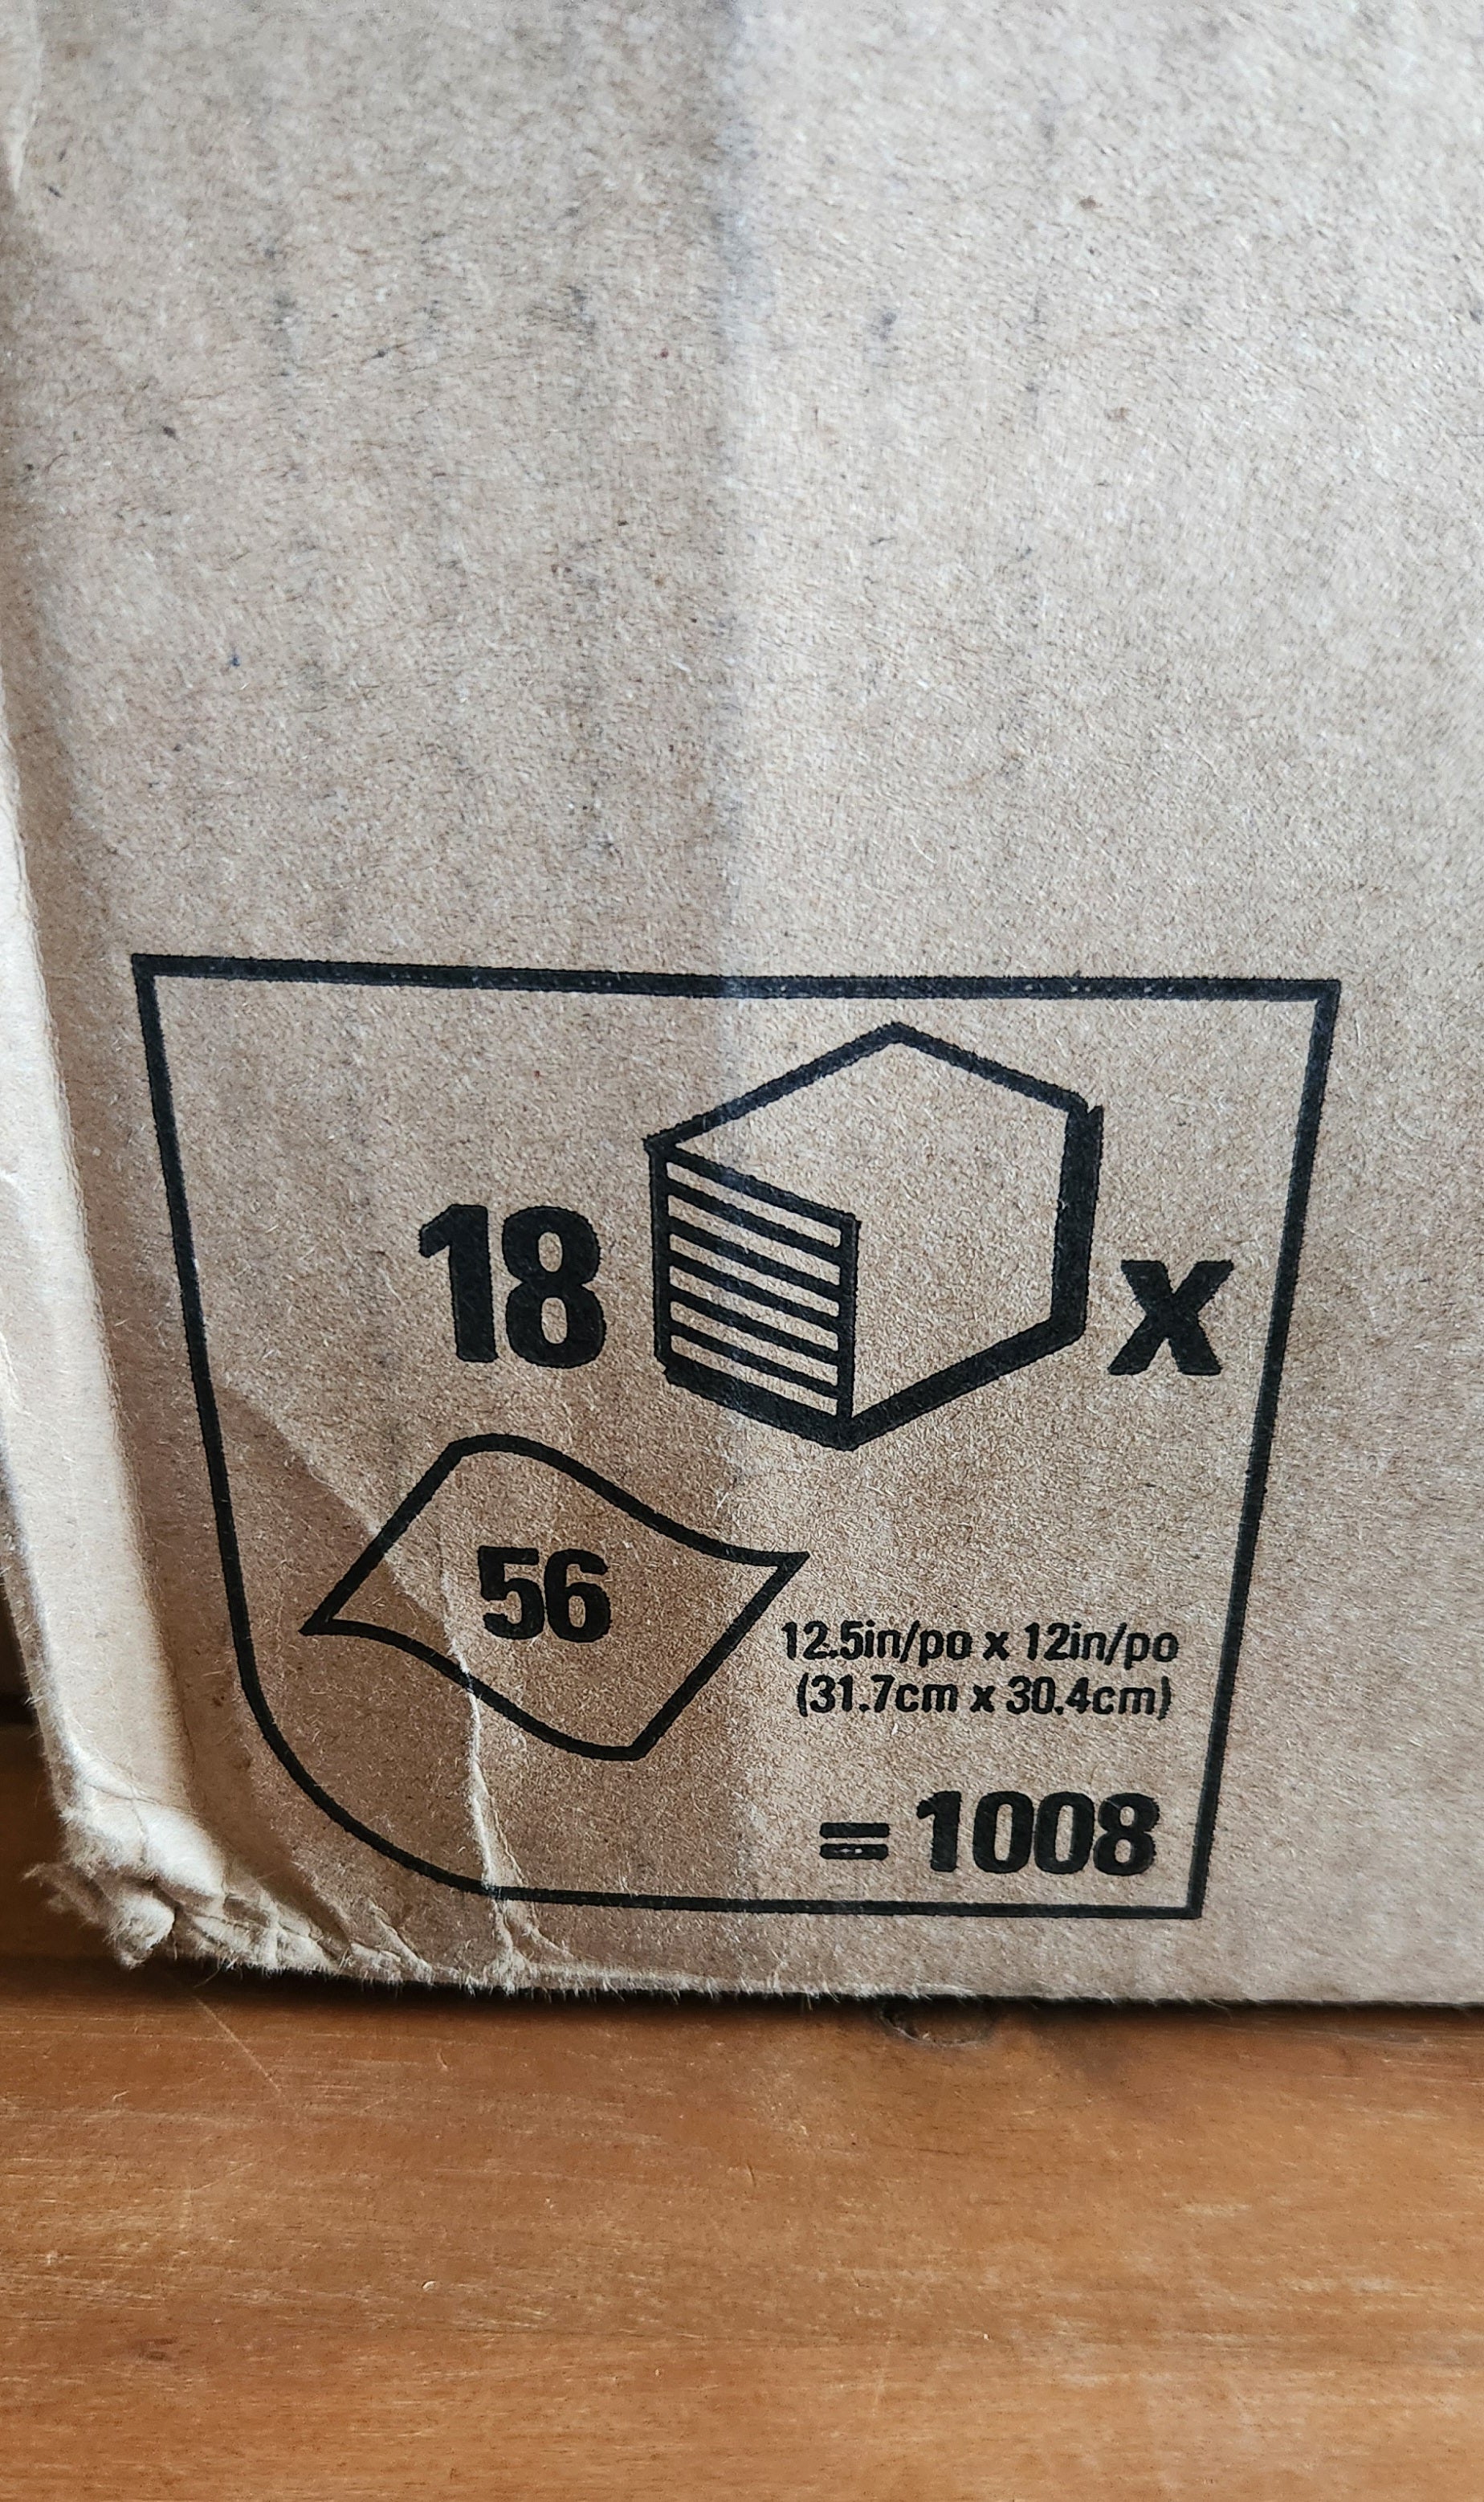 18 x
56
12.5in/po x 12in/po
(31.7cm x 30.4cm)
= 1008